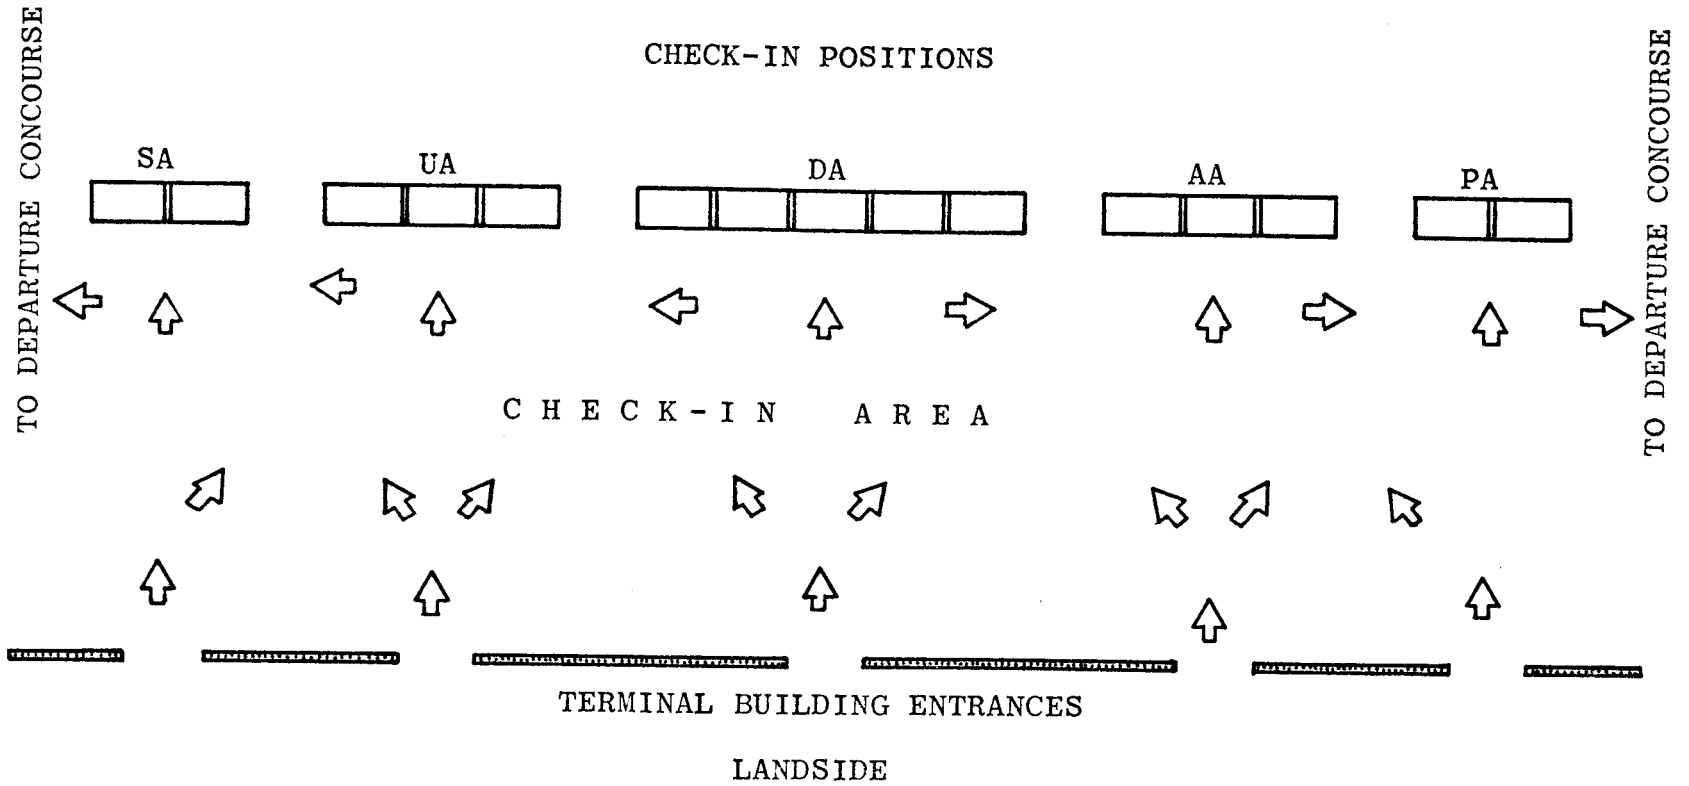 CHECK-IN POSITIONS
TO DEPARTURE CONCOURSE
SA
UA
DA
AA
PA
TO DEPARTURE CONCOURSE
CHECK-IN AREA
TERMINAL BUILDING ENTRANCES
LANDSIDE